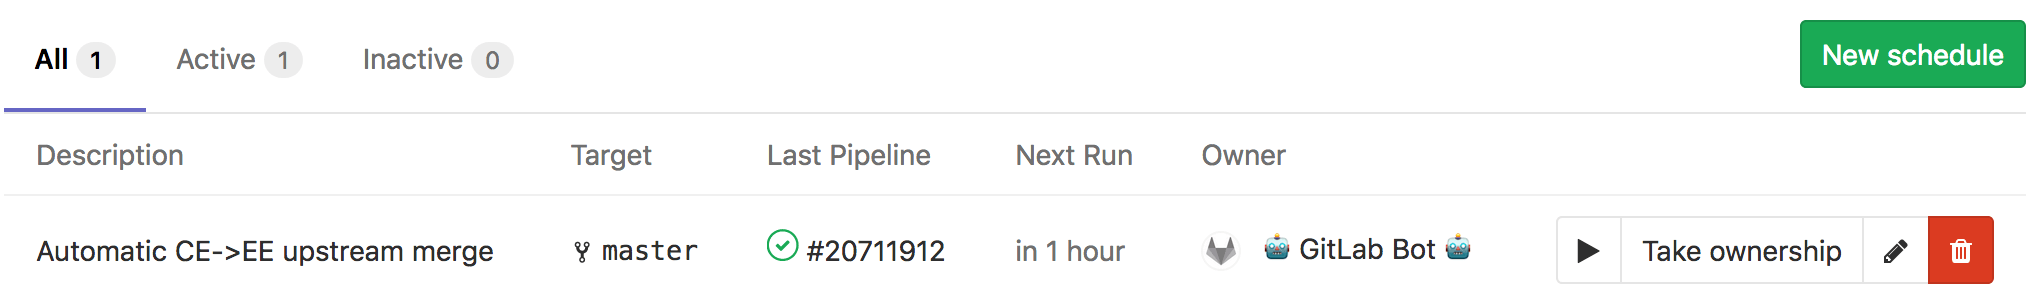 All 1 Active 1 Inactive 0 New schedule
Description Target Last Pipeline Next Run Owner
Automatic CE->EE upstream merge master #20711912 in 1 hour 🤖 GitLab Bot 🤖 Take ownership